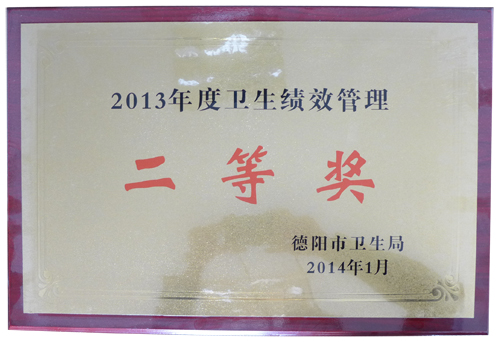 2013年度卫生绩效管理
二等奖
德阳市卫生局
2014年1月